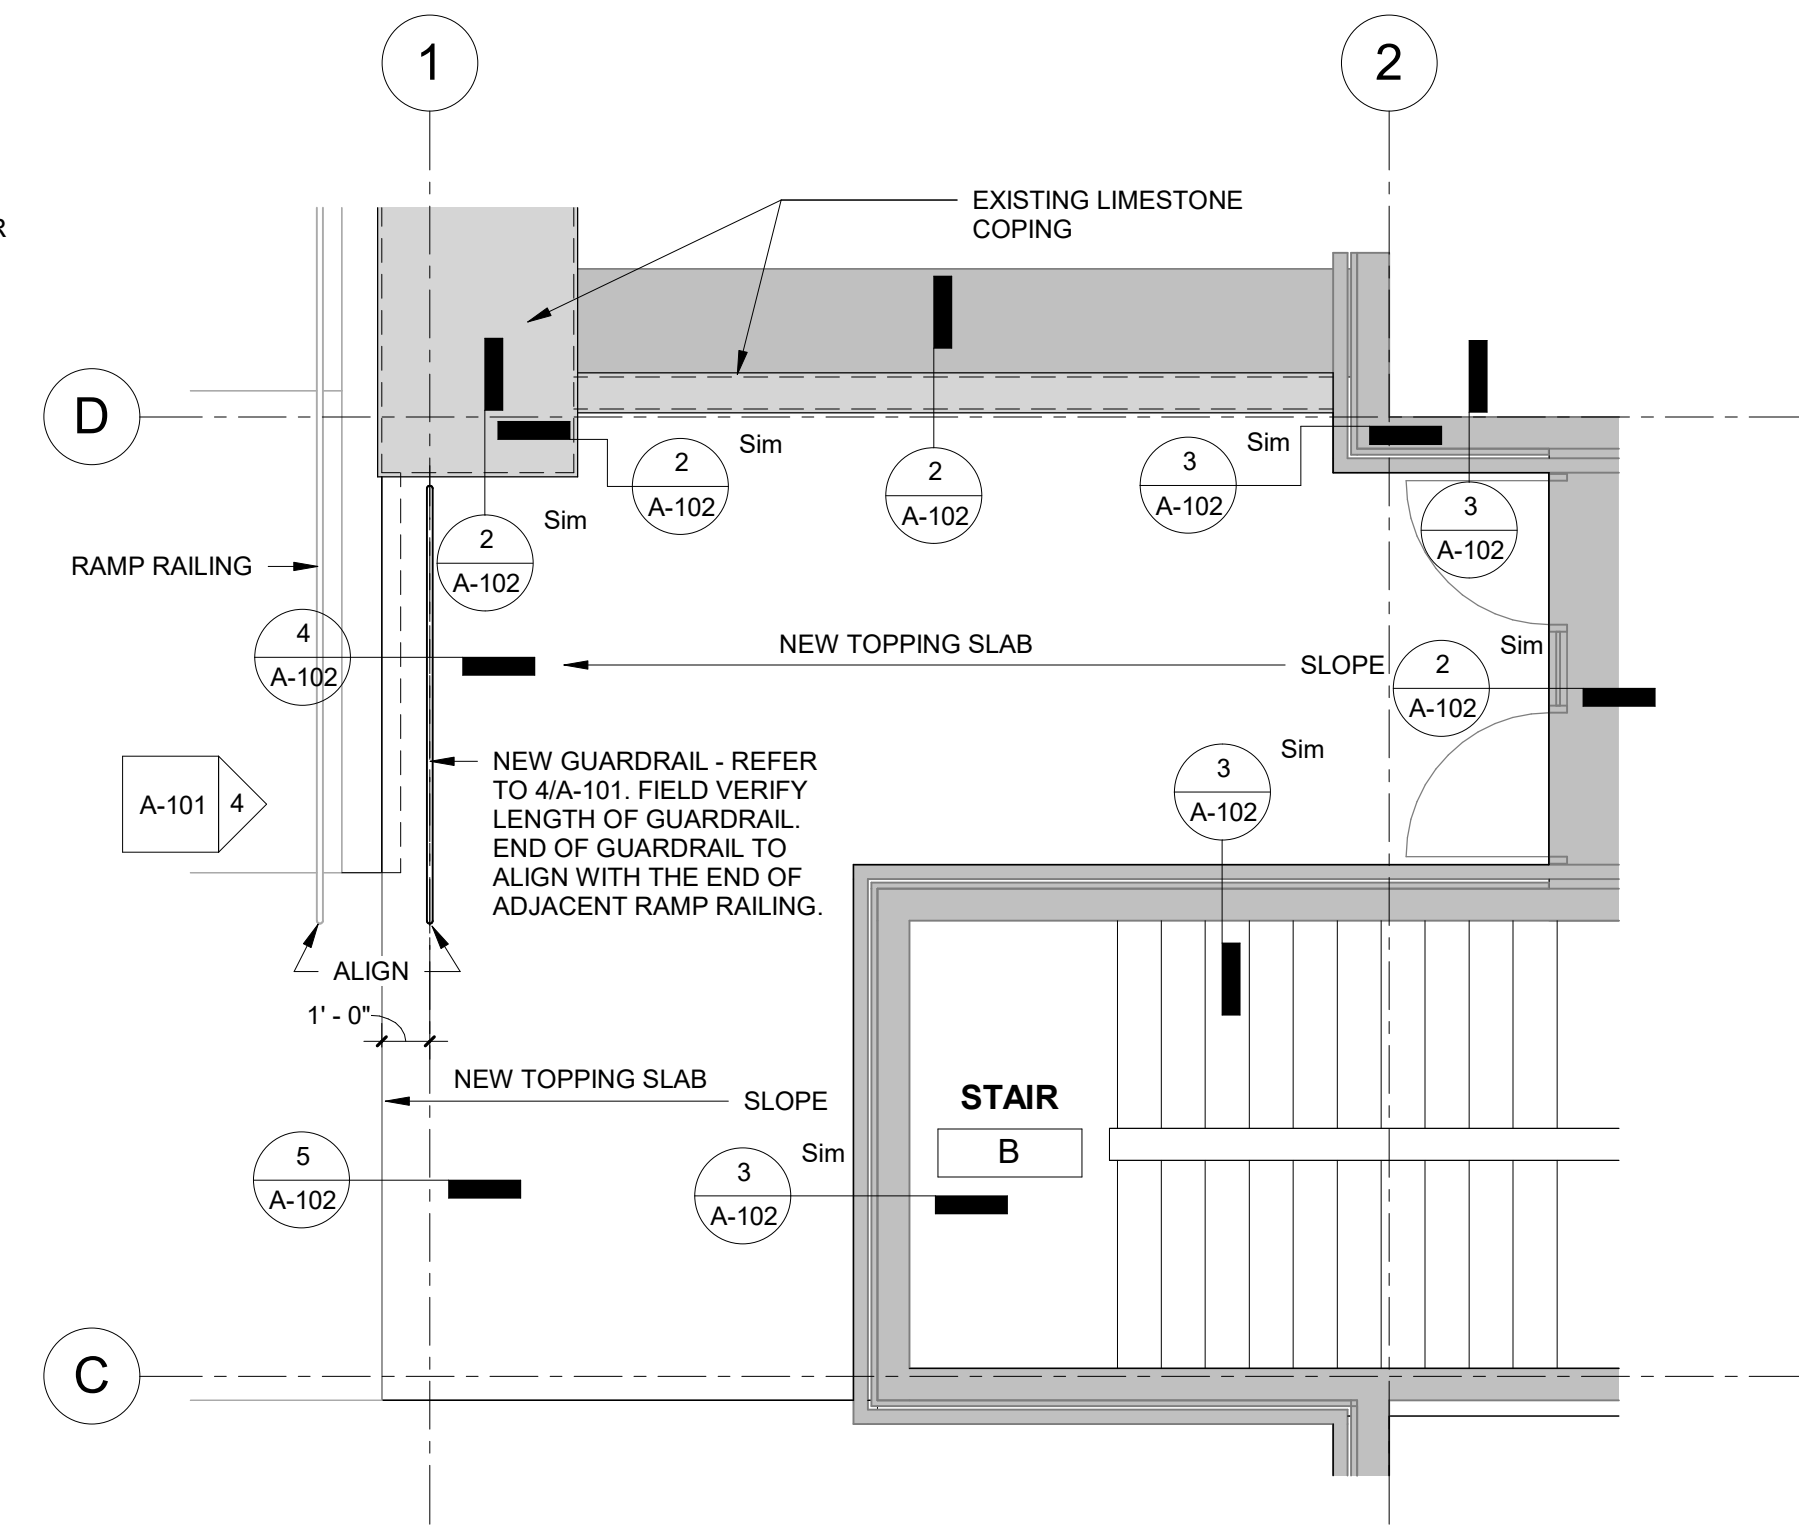 1
2
R
EXISTING LIMESTONE
COPING
D
Sim
2
A-102
2
A-102
Sim
3
A-102
3
A-102
Sim
2
A-102
RAMP RAILING
4
A-102
NEW TOPPING SLAB
SLOPE
Sim
2
A-102
A-101
4
NEW GUARDRAIL - REFER
TO 4/A-101. FIELD VERIFY
LENGTH OF GUARDRAIL.
END OF GUARDRAIL TO
ALIGN WITH THE END OF
ADJACENT RAMP RAILING.
Sim
3
A-102
ALIGN
1' - 0"
NEW TOPPING SLAB
SLOPE
STAIR
B
5
A-102
Sim
3
A-102
C